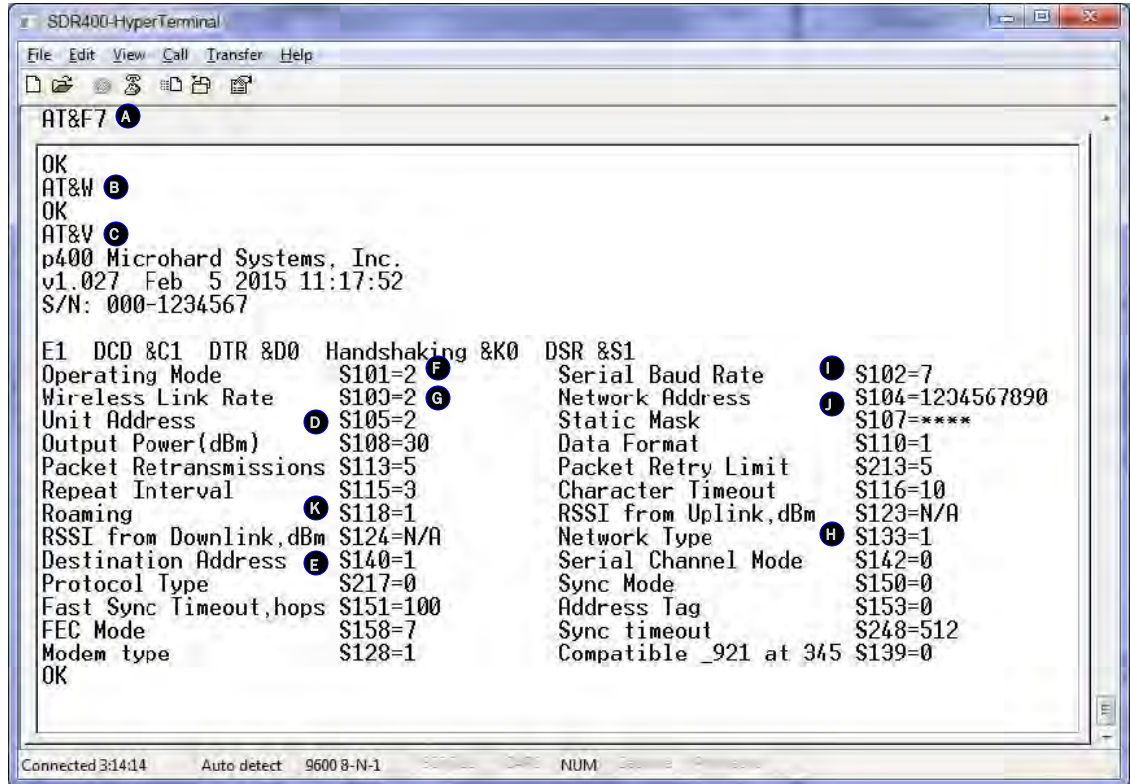 SDR400-HyperTerminal
File Edit View Call Transfer Help
AT&F7 A
OK
AT&W B
OK
AT&V C
p400 Microhard Systems, Inc.
v1.027 Feb 5 2015 11:17:52
S/N: 000-1234567
E1 DCD &C1 DTR &D0 Handshaking &K0 DSR &S1
Operating Mode S101=2 F Serial Baud Rate I S102=7
Wireless Link Rate S103=2 G Network Address S104=1234567890
Unit Address D S105=2 Static Mask J S107=****
Output Power(dBm) S108=30 Data Format S110=1
Packet Retransmissions S113=5 Packet Retry Limit S213=5
Repeat Interval S115=3 Character Timeout S116=10
Roaming K S118=1 RSSI from Uplink,dBm S123=N/A
RSSI from Downlink,dBm S124=N/A Network Type H S133=1
Destination Address E S140=1 Serial Channel Mode S142=0
Protocol Type S217=0 Sync Mode S150=0
Fast Sync Timeout,hops S151=100 Address Tag S153=0
FEC Mode S158=7 Sync timeout S248=512
Modem type S128=1 Compatible _921 at 345 S139=0
OK
Connected 3:14:14 Auto detect 9600 8-N-1 NUM